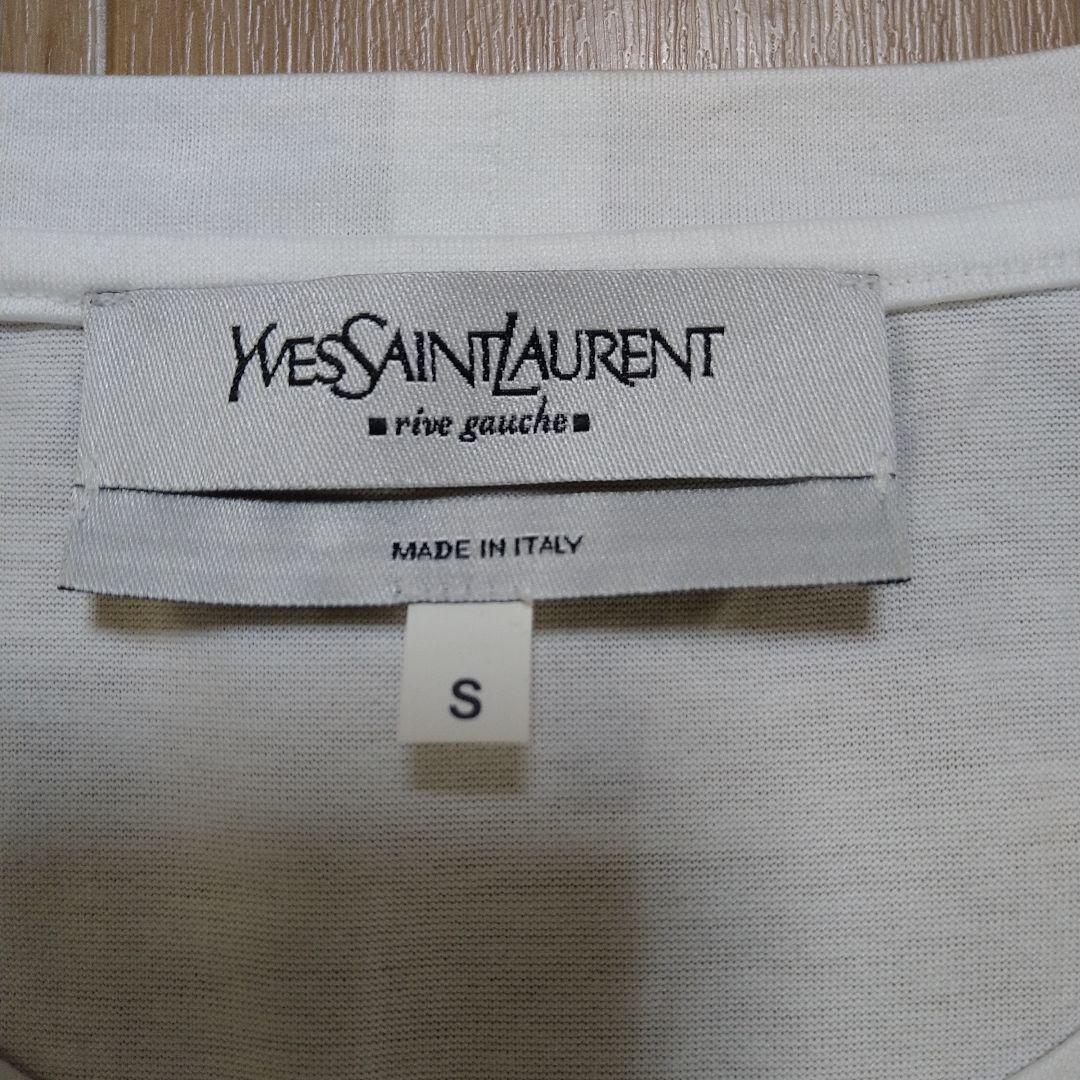 YVESSAINTLAURENT
rive gauche
MADE IN ITALY
S